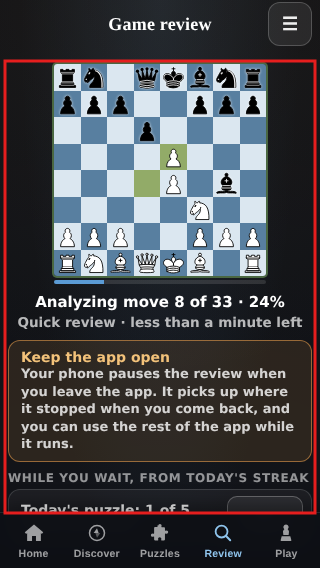 Game review
Analyzing move 8 of 33 · 24%
Quick review · less than a minute left
Keep the app open
Your phone pauses the review when
you leave the app. It picks up where
it stopped when you come back, and
you can use the rest of the app while
it runs.
WHILE YOU WAIT, FROM TODAY'S STREAK
Today's puzzle: 1 of 5
Home
Discover
Puzzles
Review
Play